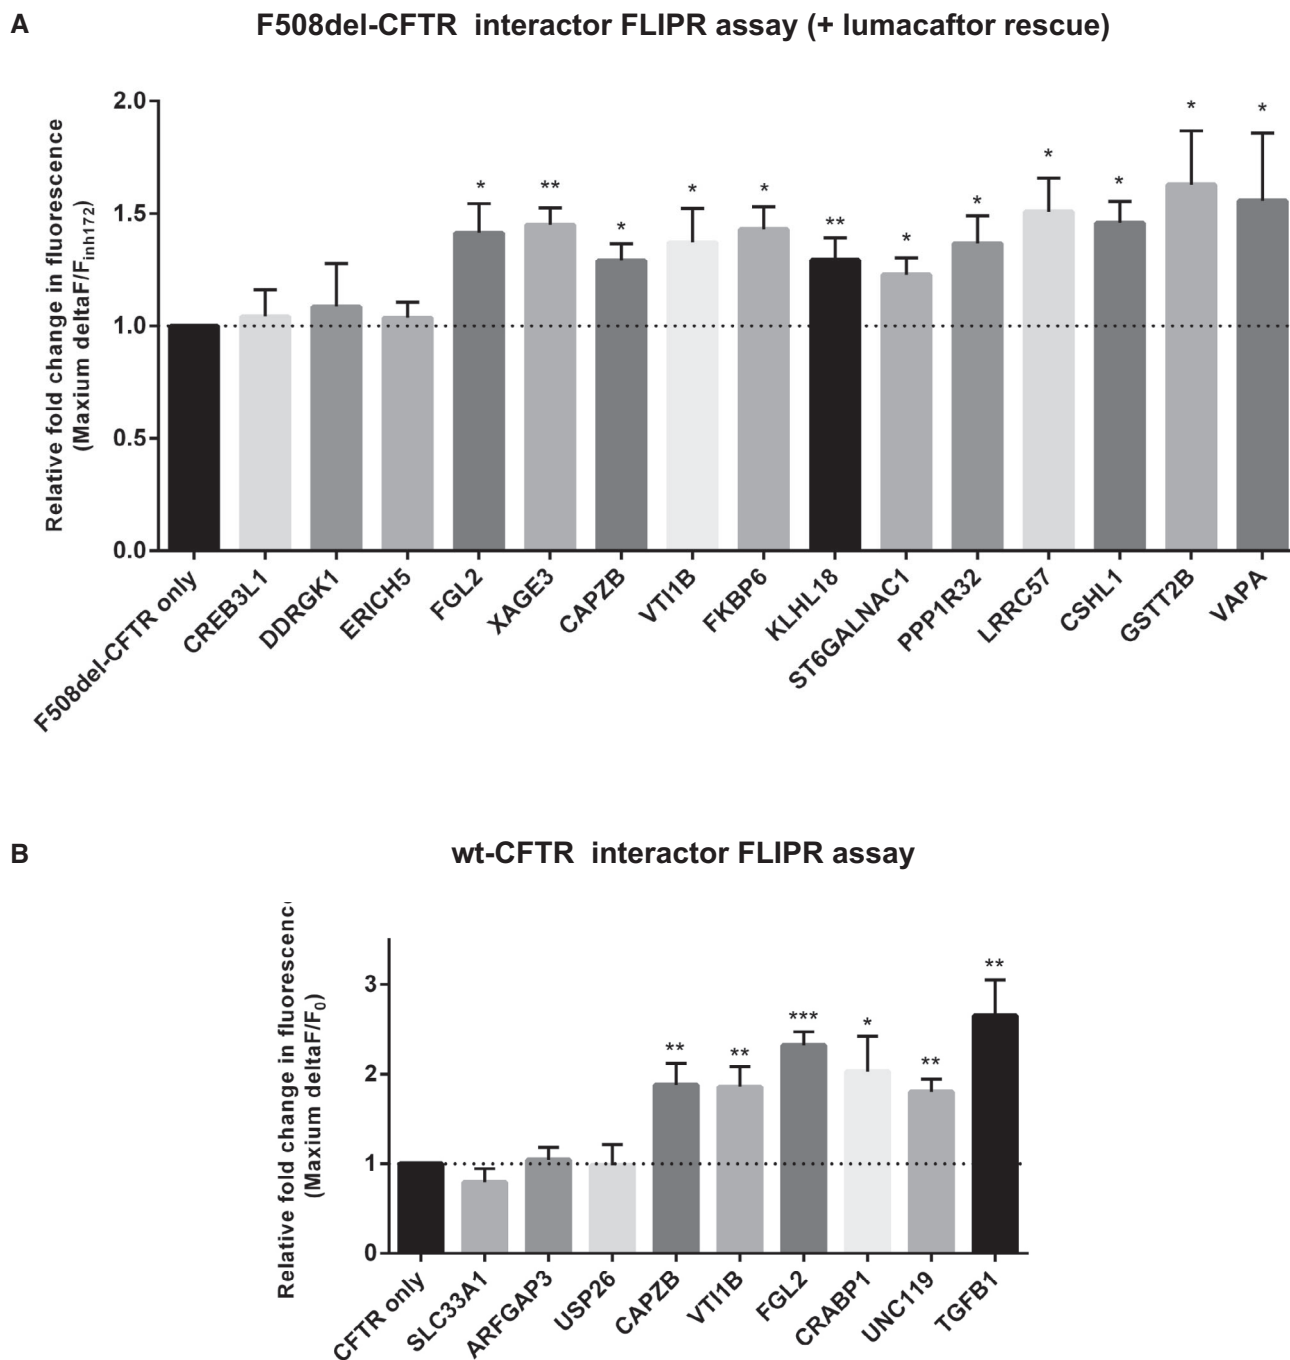 A
F508del-CFTR interactor FLIPR assay (+ lumacaftor rescue)
Relative fold change in fluorescence
(Maxium deltaF/Finh172)
2.0
1.5
1.0
0.5
0.0
*
**
*
*
*
**
*
*
*
*
*
*
F508del-CFTR only
CREB3L1
DDRGK1
ERICH5
FGL2
XAGE3
CAPZB
VTI1B
FKBP6
KLHL18
ST6GALNAC1
PPP1R32
LRRC57
CSHL1
GSTT2B
VAPA
B
wt-CFTR interactor FLIPR assay
Relative fold change in fluorescenc
(Maxium deltaF/F0)
3
2
1
0
**
**
***
*
**
**
CFTR only
SLC33A1
ARFGAP3
USP26
CAPZB
VTI1B
FGL2
CRABP1
UNC119
TGFB1